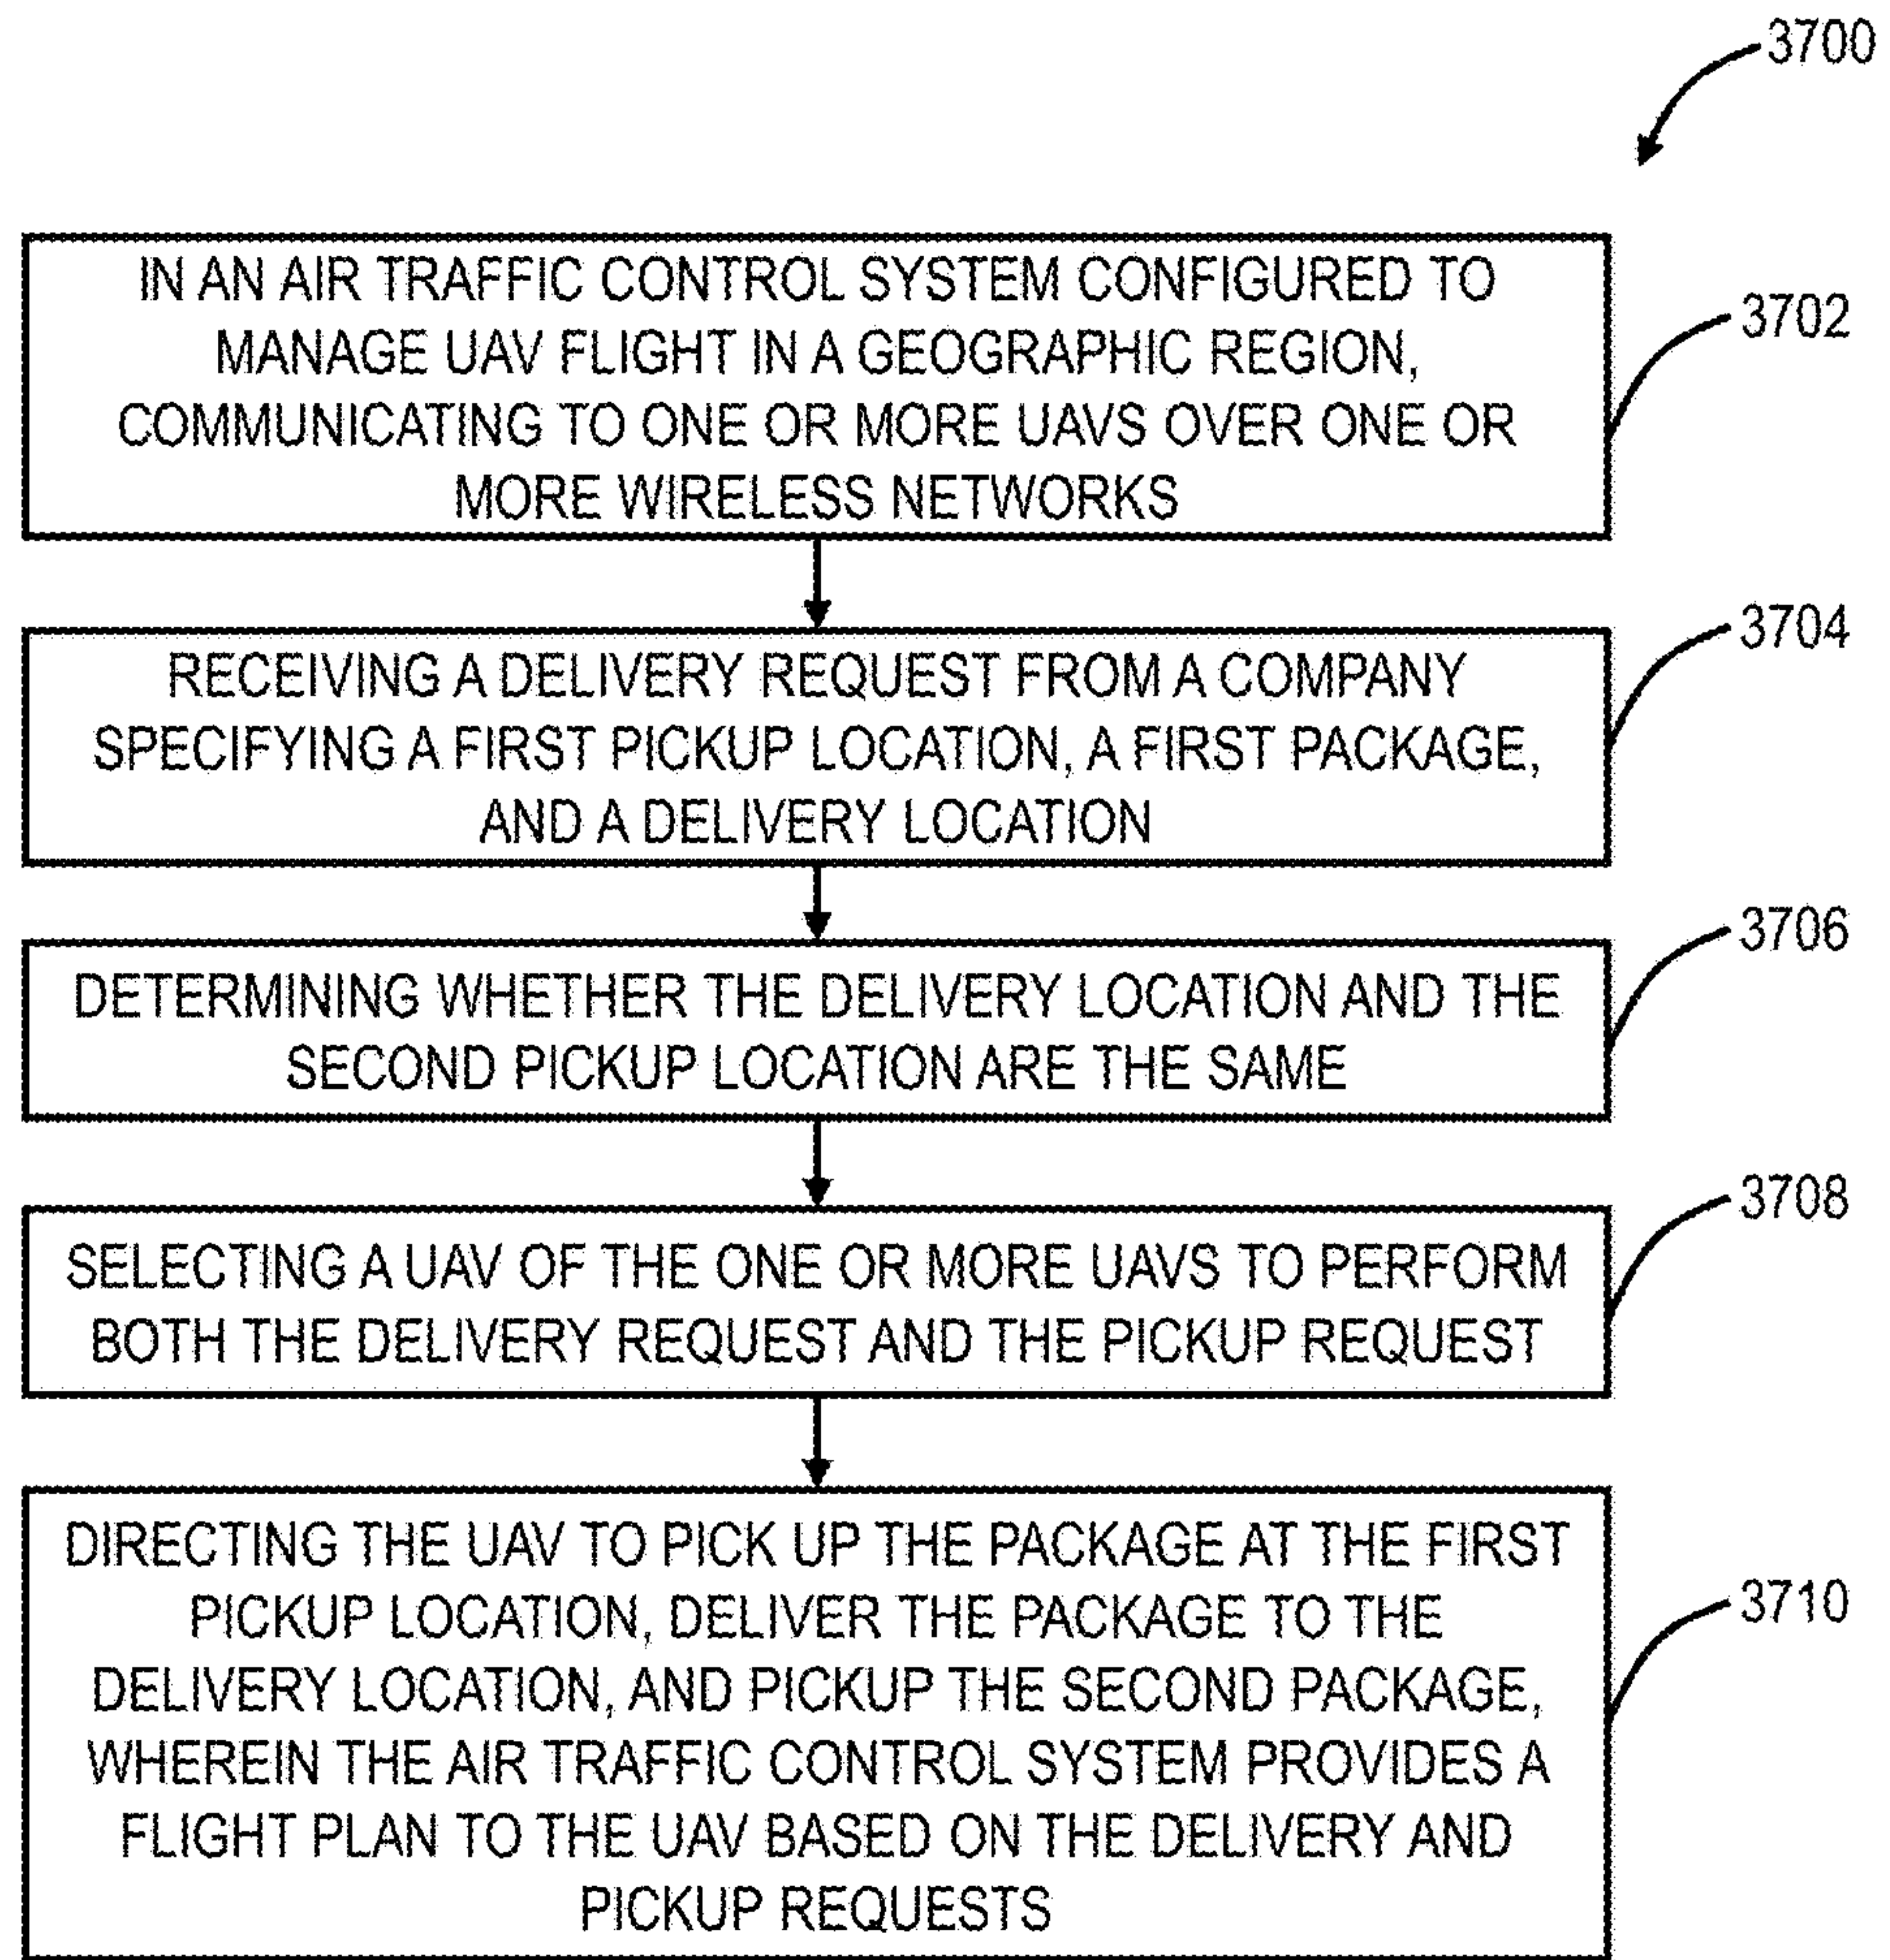 3700
IN AN AIR TRAFFIC CONTROL SYSTEM CONFIGURED TO
MANAGE UAV FLIGHT IN A GEOGRAPHIC REGION,
COMMUNICATING TO ONE OR MORE UAVS OVER ONE OR
MORE WIRELESS NETWORKS
3702
RECEIVING A DELIVERY REQUEST FROM A COMPANY
SPECIFYING A FIRST PICKUP LOCATION, A FIRST PACKAGE,
AND A DELIVERY LOCATION
3704
DETERMINING WHETHER THE DELIVERY LOCATION AND THE
SECOND PICKUP LOCATION ARE THE SAME
3706
SELECTING A UAV OF THE ONE OR MORE UAVS TO PERFORM
BOTH THE DELIVERY REQUEST AND THE PICKUP REQUEST
3708
DIRECTING THE UAV TO PICK UP THE PACKAGE AT THE FIRST
PICKUP LOCATION, DELIVER THE PACKAGE TO THE
DELIVERY LOCATION, AND PICKUP THE SECOND PACKAGE,
WHEREIN THE AIR TRAFFIC CONTROL SYSTEM PROVIDES A
FLIGHT PLAN TO THE UAV BASED ON THE DELIVERY AND
PICKUP REQUESTS
3710